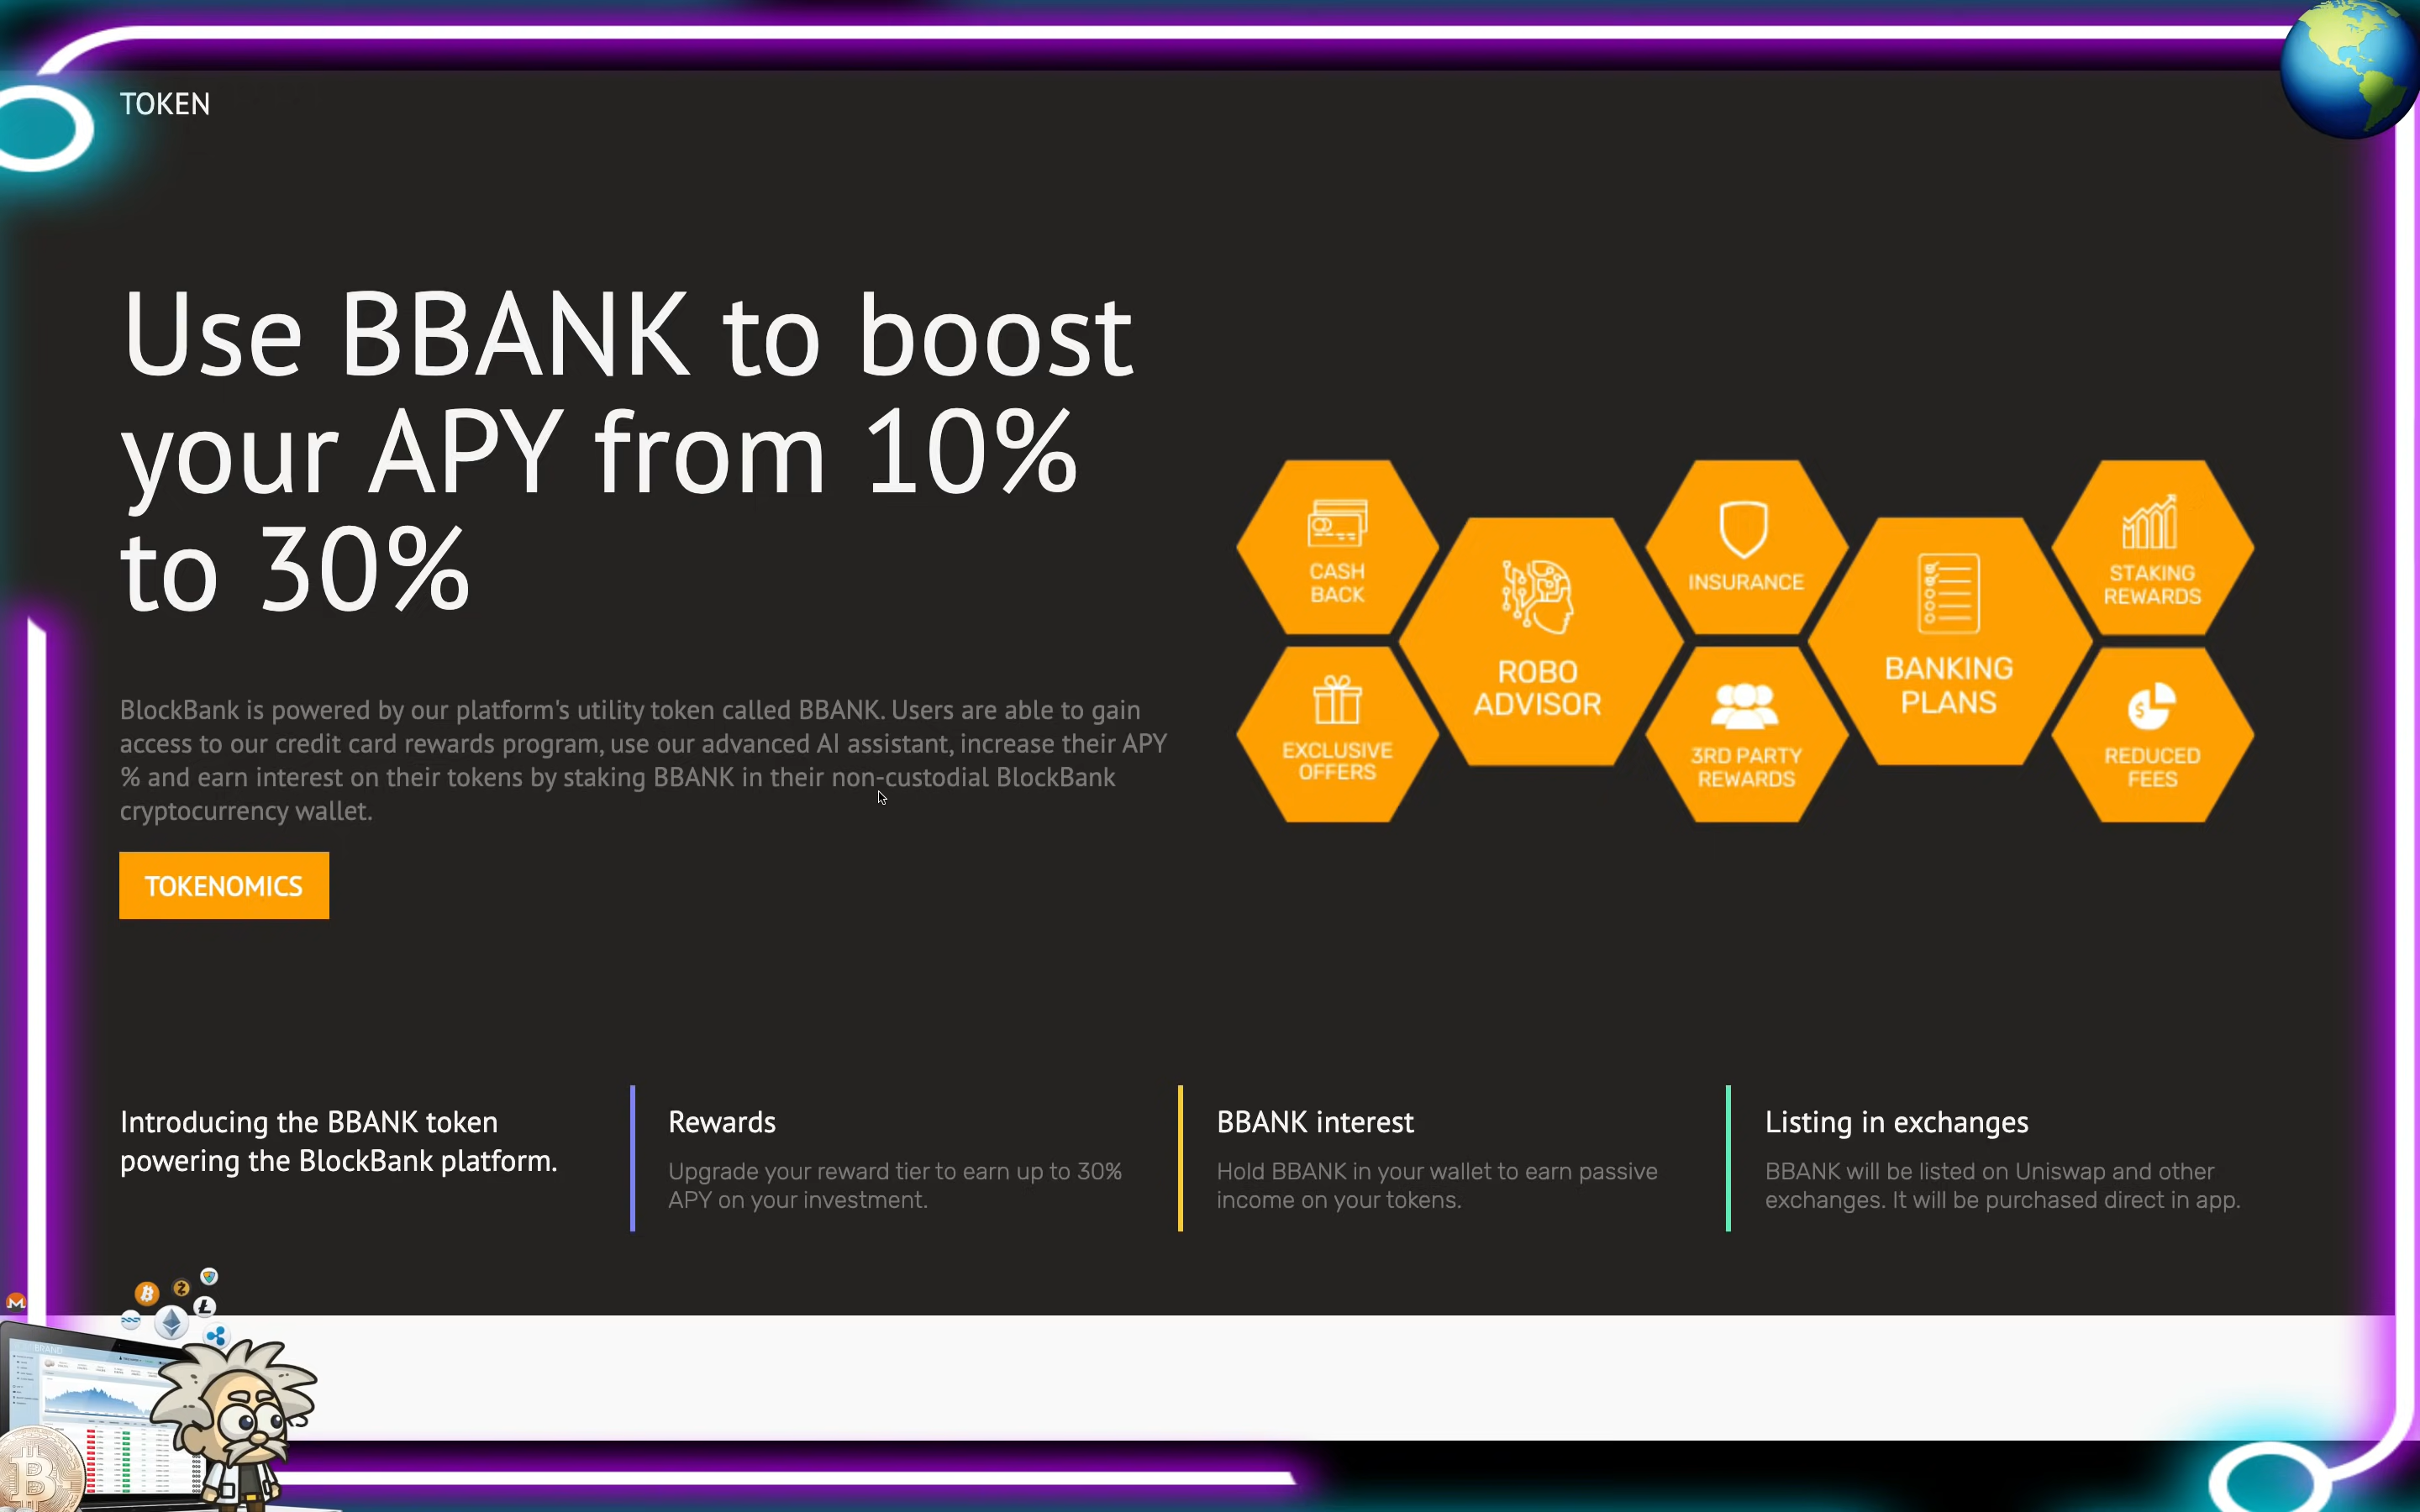 TOKEN
Use BBANK to boost
your APY from 10%
to 30%
BlockBank is powered by our platform's utility token called BBANK. Users are able to gain
access to our credit card rewards program, use our advanced AI assistant, increase their APY
% and earn interest on their tokens by staking BBANK in their non-custodial BlockBank
cryptocurrency wallet.
TOKENOMICS
CASH
BACK
EXCLUSIVE
OFFERS
ROBO
ADVISOR
INSURANCE
3RD PARTY
REWARDS
BANKING
PLANS
STAKING
REWARDS
REDUCED
FEES
Introducing the BBANK token
powering the BlockBank platform.
Rewards
Upgrade your reward tier to earn up to 30%
APY on your investment.
BBANK interest
Hold BBANK in your wallet to earn passive
income on your tokens.
Listing in exchanges
BBANK will be listed on Uniswap and other
exchanges. It will be purchased direct in app.
BRAND